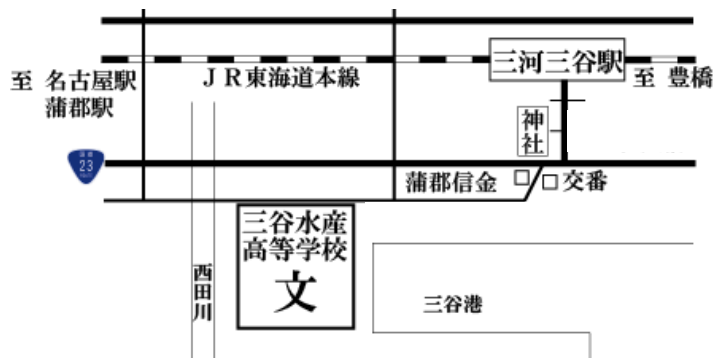 三河三谷駅
ＪＲ東海道本線
至 名古屋駅
蒲郡駅
至 豊橋
神社
23
蒲郡信金
交番
三谷水産
高等学校
文
西田川
三谷港